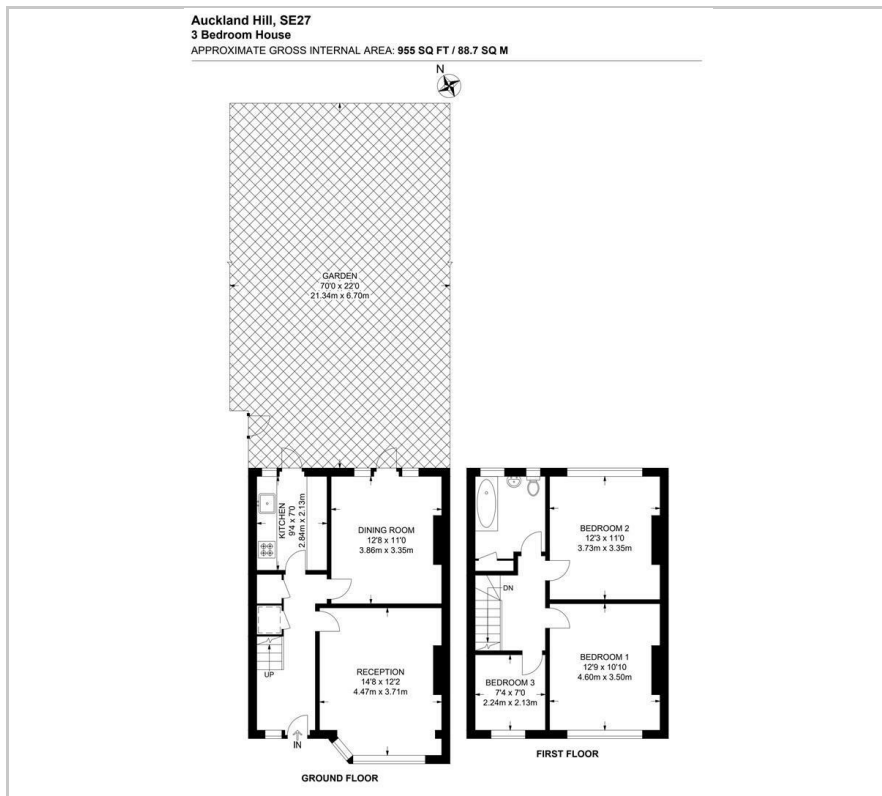 Auckland Hill, SE27
3 Bedroom House
APPROXIMATE GROSS INTERNAL AREA: 955 SQ FT / 88.7 SQ M
N
GARDEN
70'0 x 22'0
21.34m x 6.70m
KITCHEN
9'4 x 7'0
2.84m x 2.13m
DINING ROOM
12'8 x 11'0
3.86m x 3.35m
UP
RECEPTION
14'8 x 12'2
4.47m x 3.71m
IN
GROUND FLOOR
BEDROOM 2
12'3 x 11'0
3.73m x 3.35m
DN
BEDROOM 1
12'9 x 10'10
4.60m x 3.50m
BEDROOM 3
7'4 x 7'0
2.24m x 2.13m
FIRST FLOOR